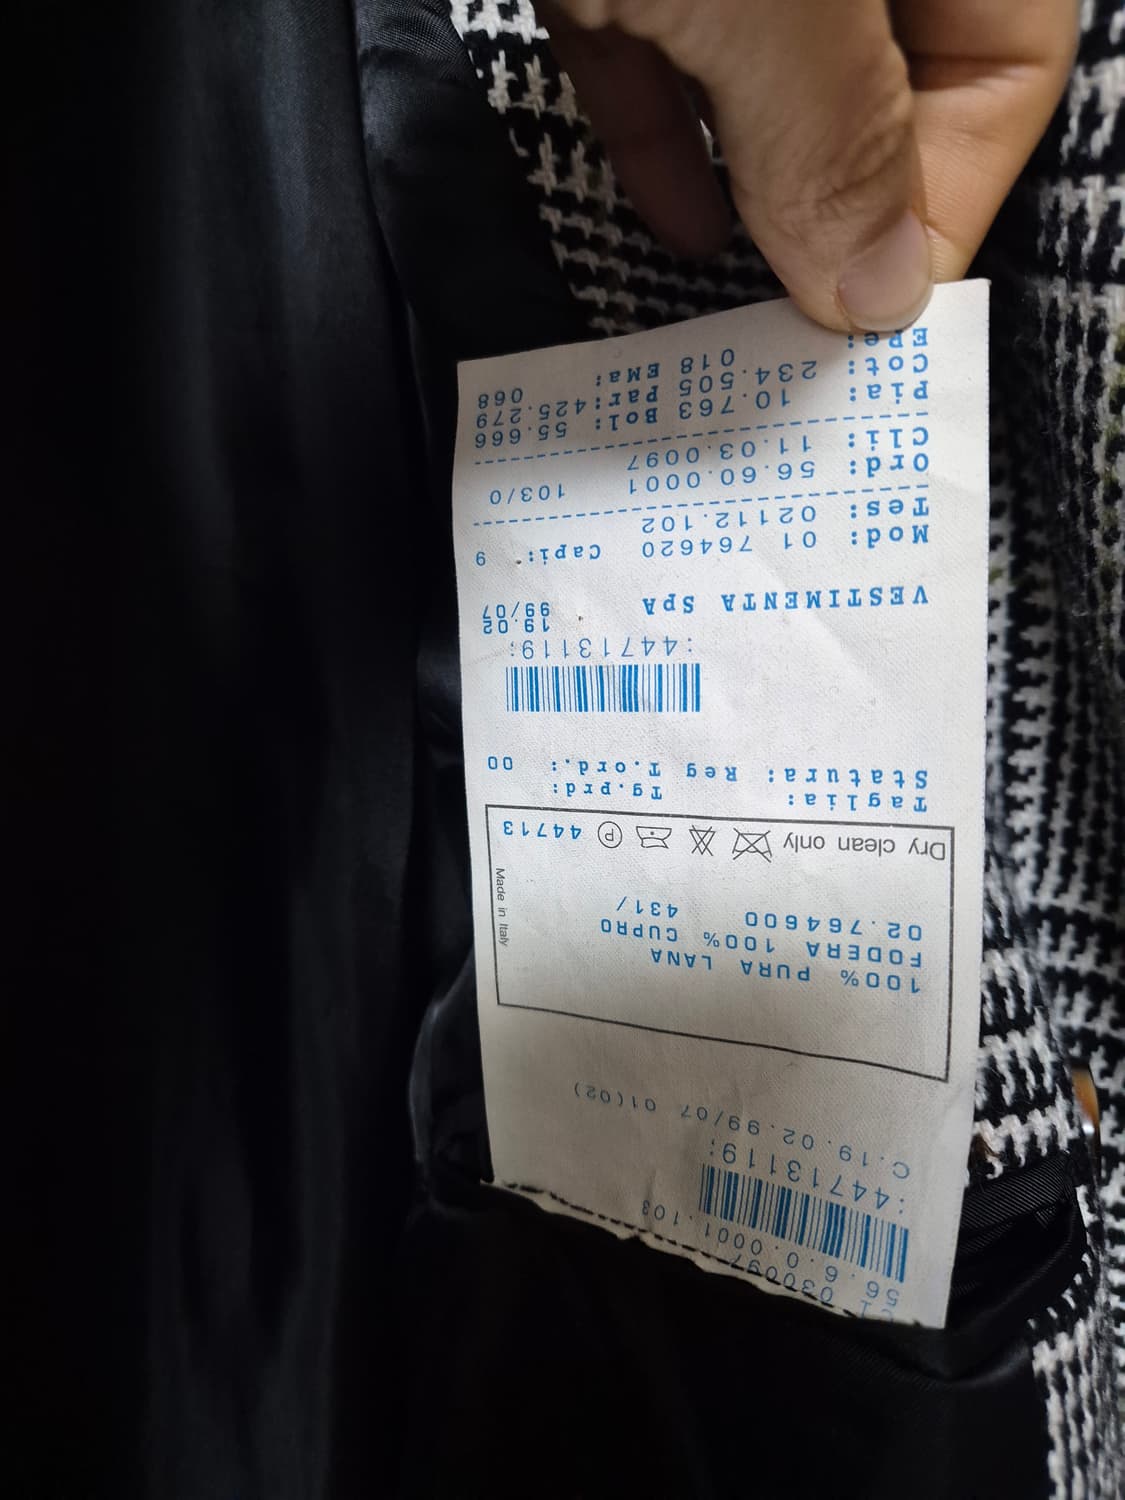 56.6.0.0001.103
:44713119:
C.19.02.99/07 01(02)
100% PURA LANA
FODERA 100% CUPRO
02.764600 431/
Made in Italy
Dry clean only P 44713
Taglia: Tg.prd:
Statura: Reg T.ord.: 00
:44713119:
19.02
VESTIMENTA SpA 99/07
Mod: 01 764620 Capi: 9
Tes: 02112.102
Ord: 56.60.0001 103/0
Cli: 11.03.0097
Pia: 10.763 Bol: 55.666
Cot: 234.505 Par:425.279
EPe: 018 EMa: 068